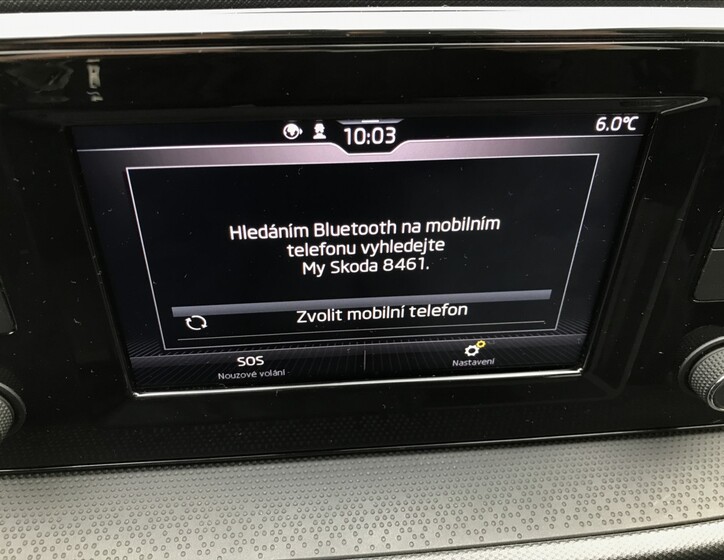 10:03
6.0°C
Hledáním Bluetooth na mobilním
telefonu vyhledejte
My Skoda 8461.
Zvolit mobilní telefon
SOS
Nouzové volání
Nastavení